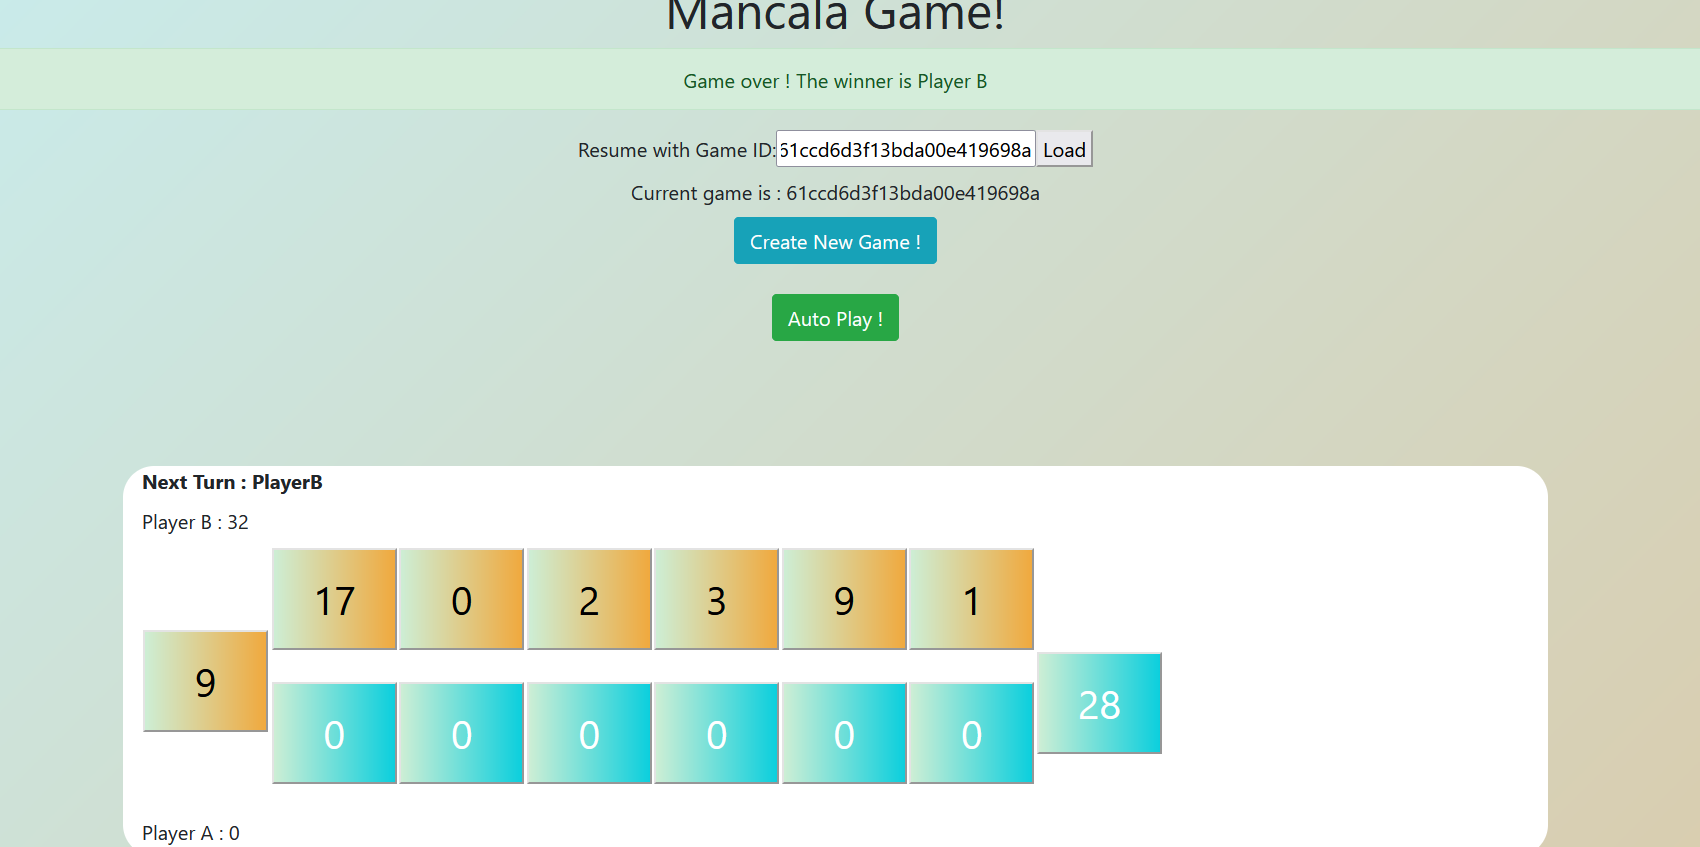 Mancala Game!
Game over ! The winner is Player B
Resume with Game ID: 61ccd6d3f13bda00e419698a Load
Current game is : 61ccd6d3f13bda00e419698a
Create New Game !
Auto Play !
Next Turn : PlayerB
Player B : 32
17 0 2 3 9 1
9
28
0 0 0 0 0 0
Player A : 0